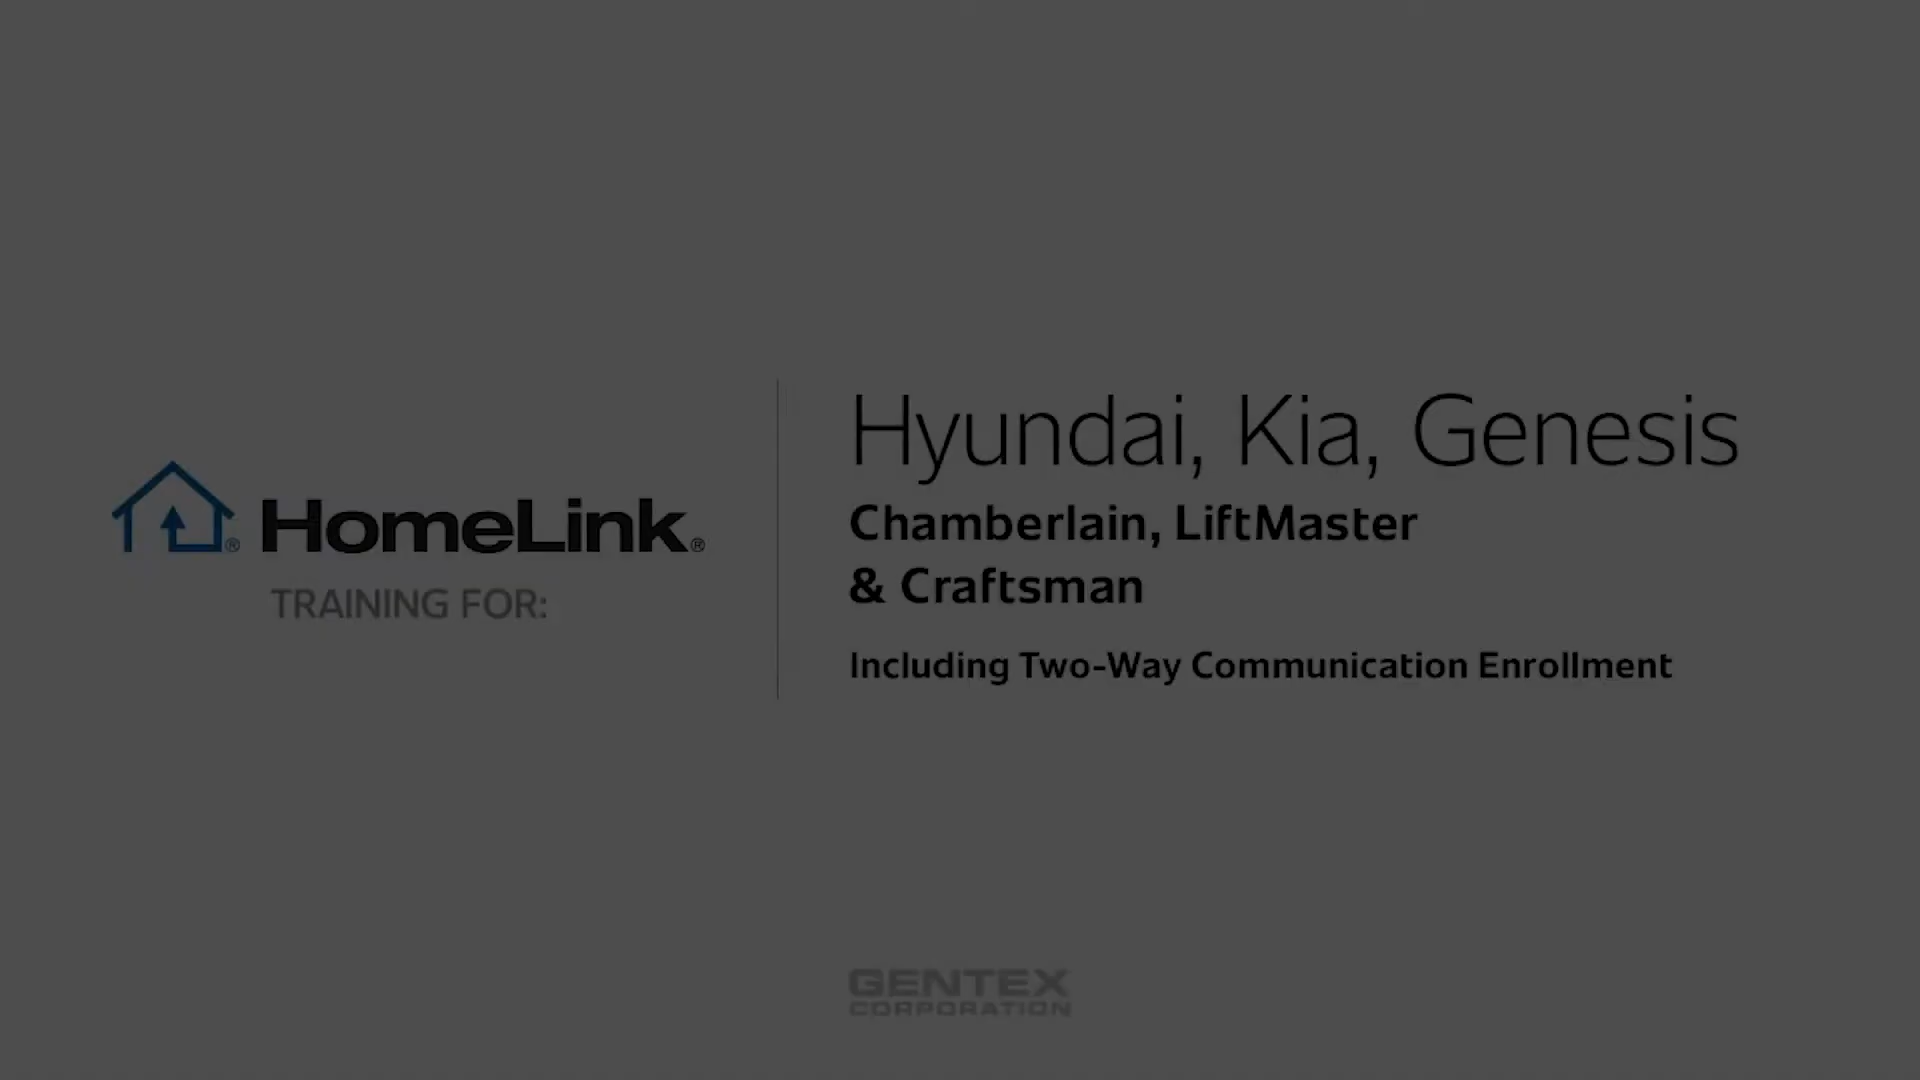 HomeLink®
TRAINING FOR:
Hyundai, Kia, Genesis
Chamberlain, LiftMaster
& Craftsman
Including Two-Way Communication Enrollment
GENTEX
CORPORATION